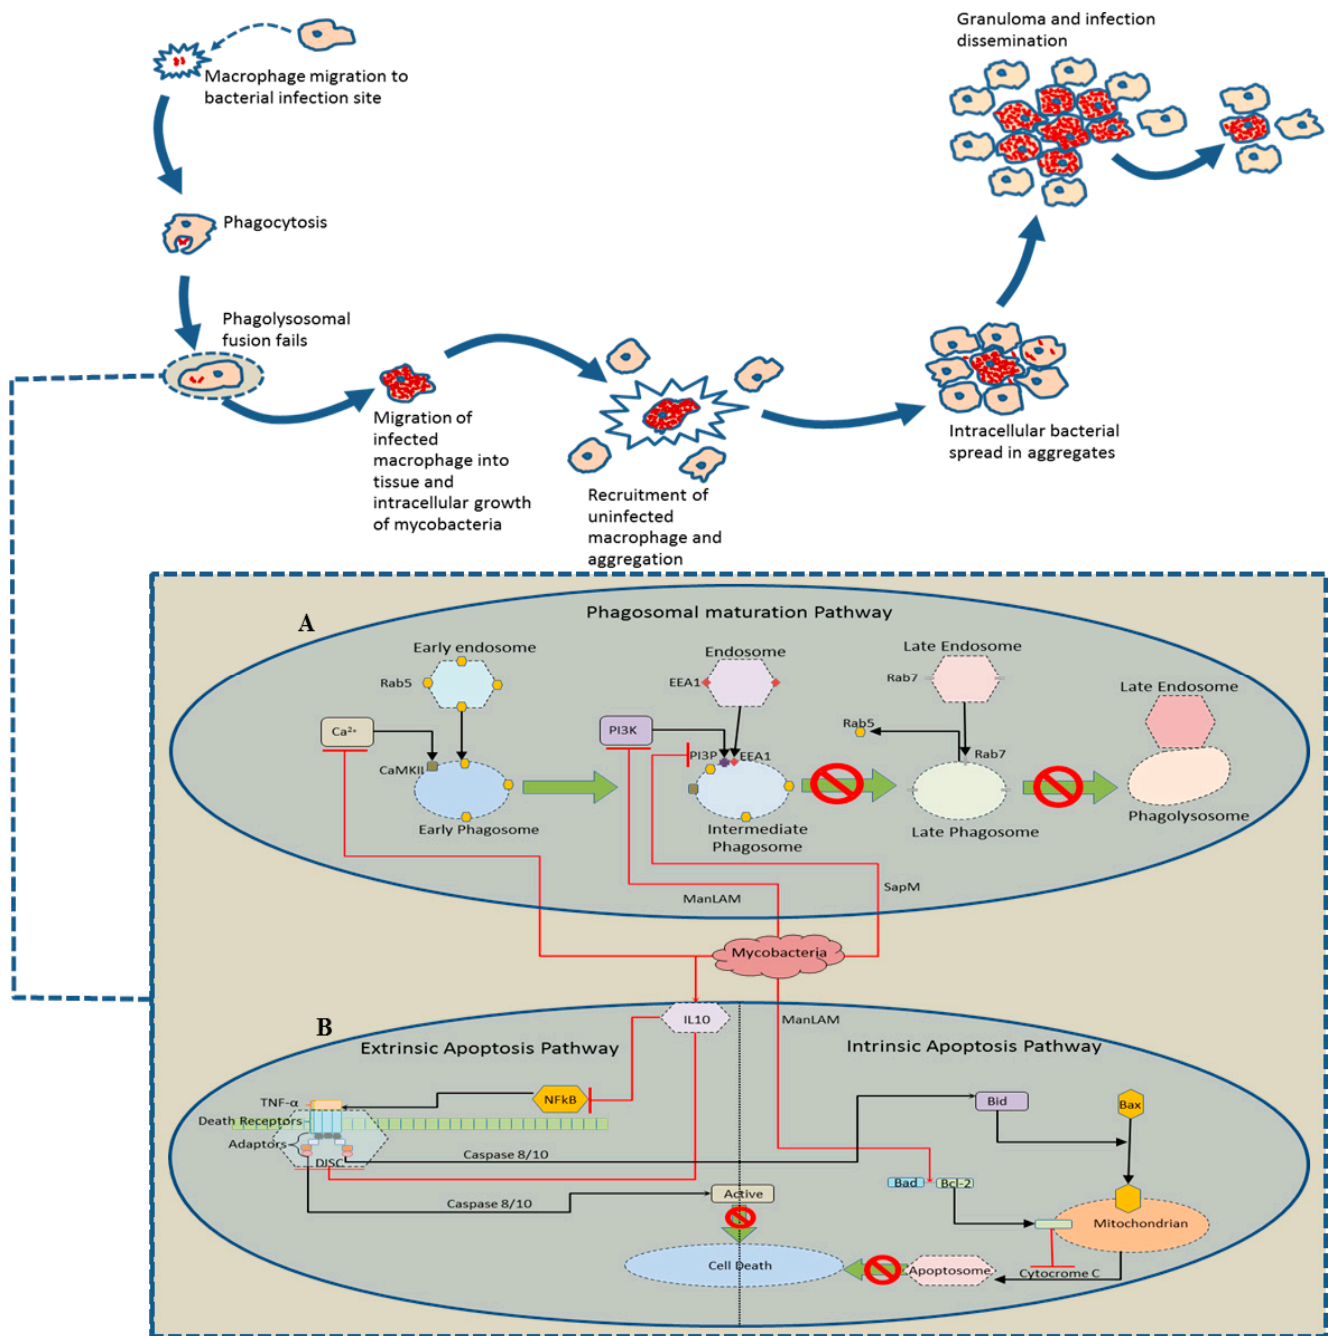 Granuloma and infection
dissemination
Macrophage migration to
bacterial infection site
Phagocytosis
Phagolysosomal
fusion fails
Migration of
infected
macrophage into
tissue and
intracellular growth
of mycobacteria
Recruitment of
uninfected
macrophage and
aggregation
Intracellular bacterial
spread in aggregates
A
Phagosomal maturation Pathway
Early endosome
Rab5
Ca²⁺
CaMKII
Early Phagosome
Endosome
EEA1
PI3K
PI3P
EEA1
Intermediate
Phagosome
Late Endosome
Rab7
Rab5
Rab7
Late Phagosome
Late Endosome
Phagolysosome
ManLAM
SapM
Mycobacteria
B
IL10
ManLAM
Extrinsic Apoptosis Pathway
Intrinsic Apoptosis Pathway
TNF-α
NFkB
Death Receptors
Adaptors
DISC
Caspase 8/10
Caspase 8/10
Active
Bid
Bax
Bad
Bcl-2
Mitochondrian
Cytocrome C
Apoptosome
Cell Death